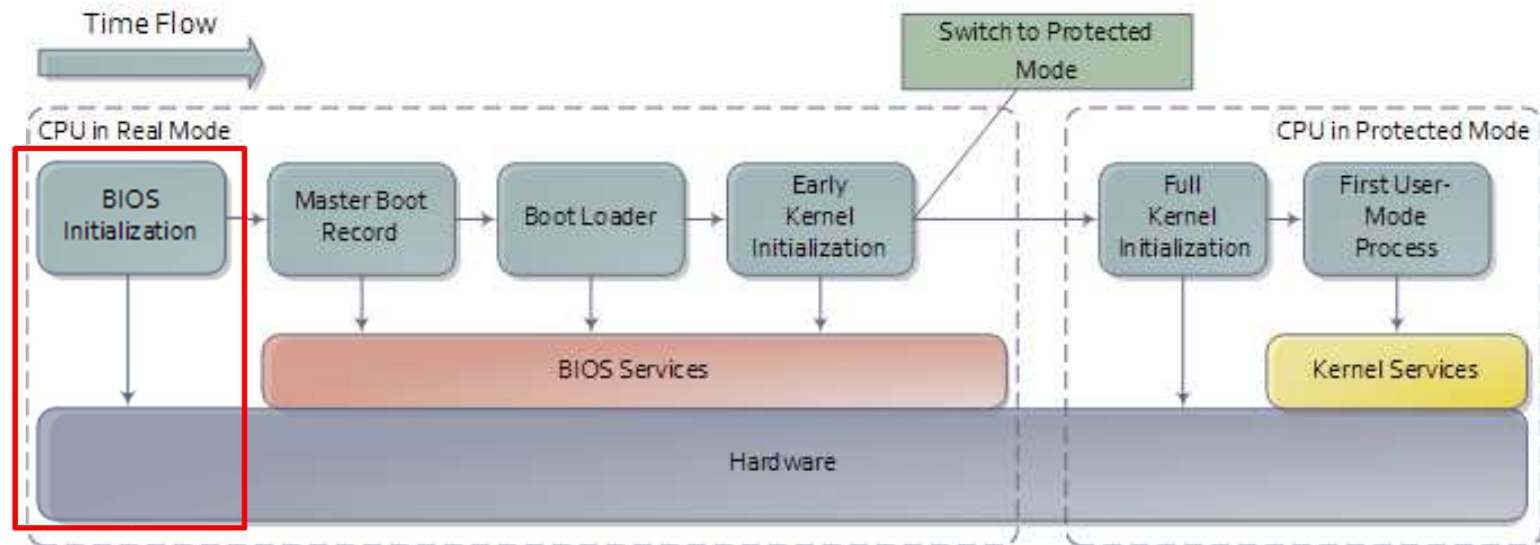 Time Flow
Switch to Protected
Mode
CPU in Real Mode
CPU in Protected Mode
BIOS
Initialization
Master Boot
Record
Boot Loader
Early
Kernel
Initialization
Full
Kernel
Initialization
First User-
Mode
Process
BIOS Services
Kernel Services
Hardware